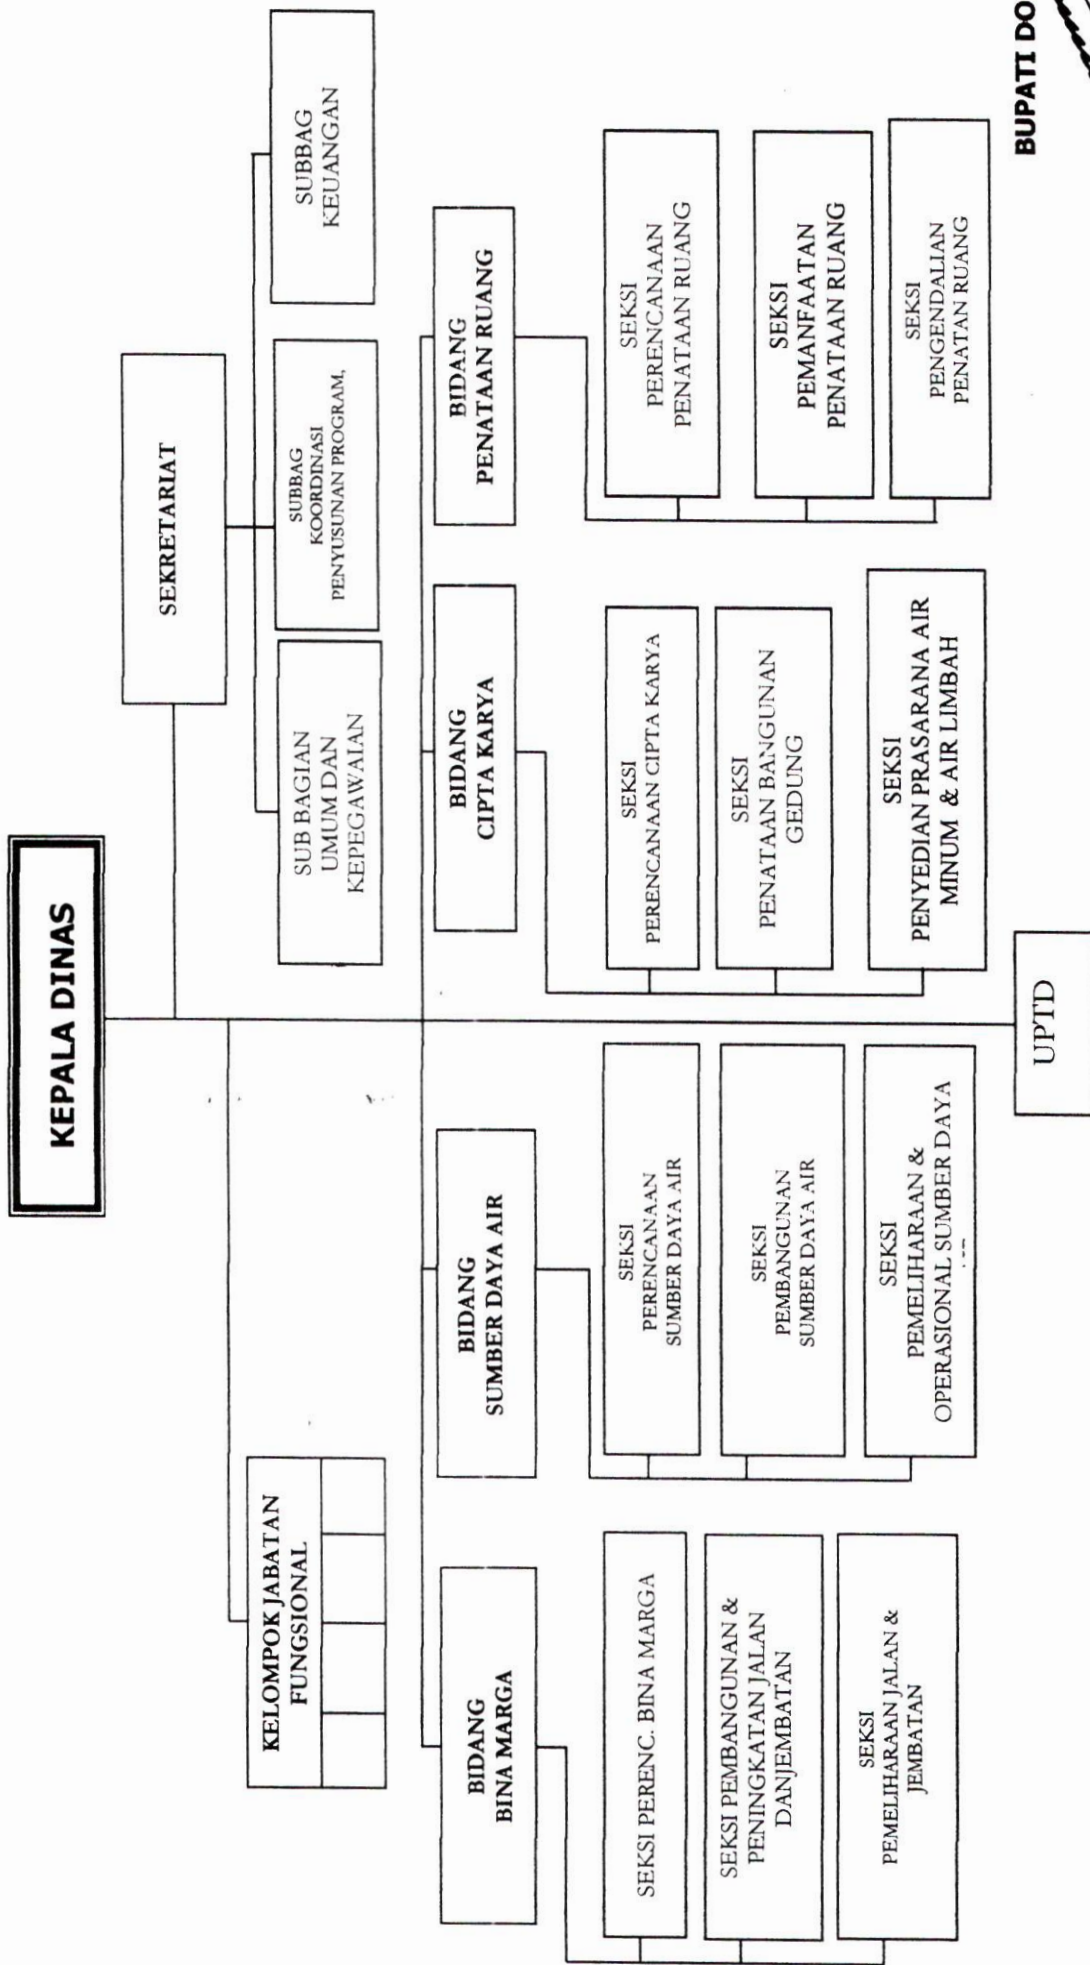 KEPALA DINAS
SEKRETARIAT
KELOMPOK JABATAN
FUNGSIONAL
SUB BAGIAN
UMUM DAN
KEPEGAWAIAN
SUBBAG
KOORDINASI
PENYUSUNAN PROGRAM,
SUBBAG
KEUANGAN
BIDANG
BINA MARGA
BIDANG
SUMBER DAYA AIR
BIDANG
CIPTA KARYA
BIDANG
PENATAAN RUANG
SEKSI PERENC. BINA MARGA
SEKSI PEMBANGUNAN &
PENINGKATAN JALAN
DANJEMBATAN
SEKSI
PEMELIHARAAN JALAN &
JEMBATAN
SEKSI
PERENCANAAN
SUMBER DAYA AIR
SEKSI
PEMBANGUNAN
SUMBER DAYA AIR
SEKSI
PEMELIHARAAN &
OPERASIONAL SUMBER DAYA
SEKSI
PERENCANAAN CIPTA KARYA
SEKSI
PENATAAN BANGUNAN
GEDUNG
SEKSI
PENYEDIAN PRASARANA AIR
MINUM & AIR LIMBAH
SEKSI
PERENCANAAN
PENATAAN RUANG
SEKSI
PEMANFAATAN
PENATAAN RUANG
SEKSI
PENGENDALIAN
PENATAN RUANG
UPTD
BUPATI DO